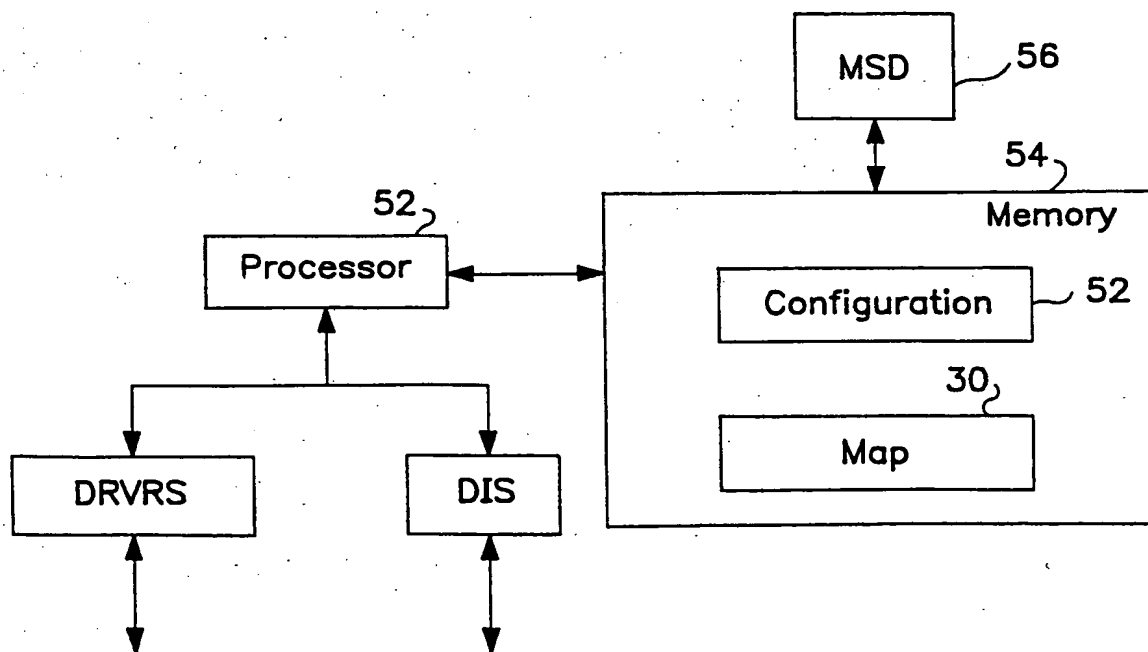 MSD
56
54
Memory
52
Processor
Configuration
52
30
Map
DRVRS
DIS